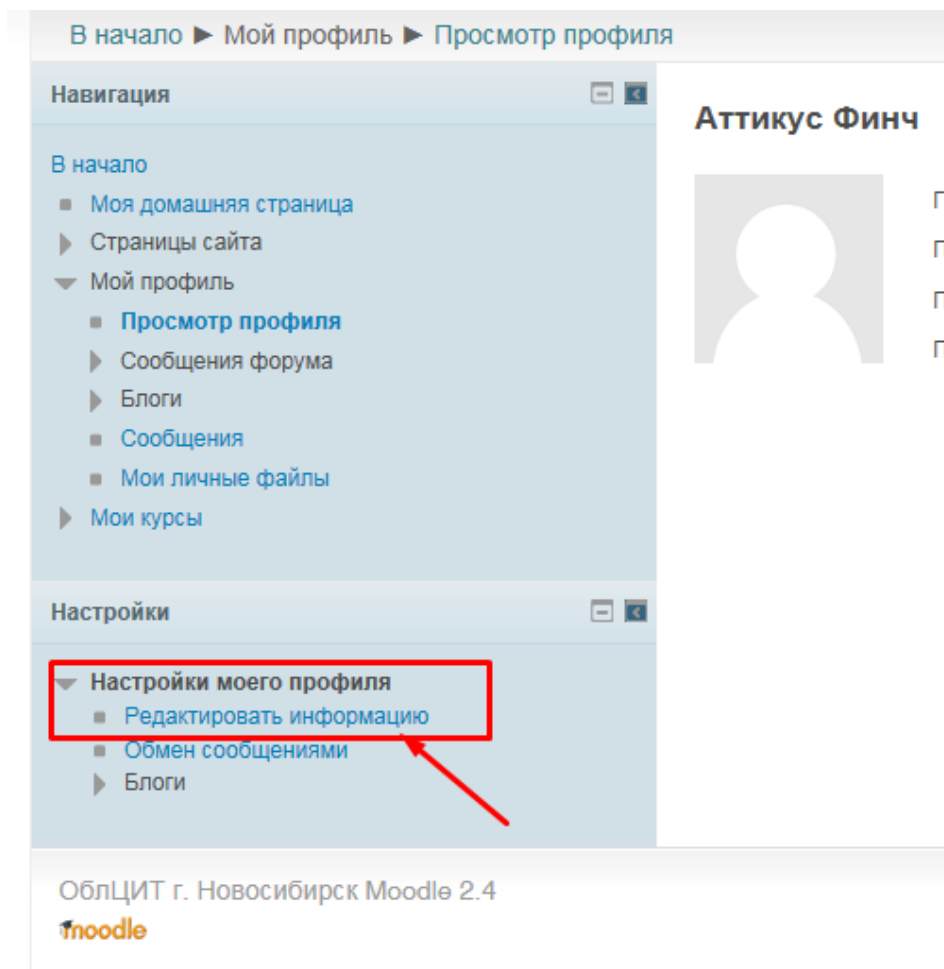 В начало ► Мой профиль ► Просмотр профиля
Навигация
В начало
Моя домашняя страница
Страницы сайта
Мой профиль
Просмотр профиля
Сообщения форума
Блоги
Сообщения
Мои личные файлы
Мои курсы
Настройки
Настройки моего профиля
Редактировать информацию
Обмен сообщениями
Блоги
Аттикус Финч
ОблЦИТ г. Новосибирск Moodle 2.4
moodle